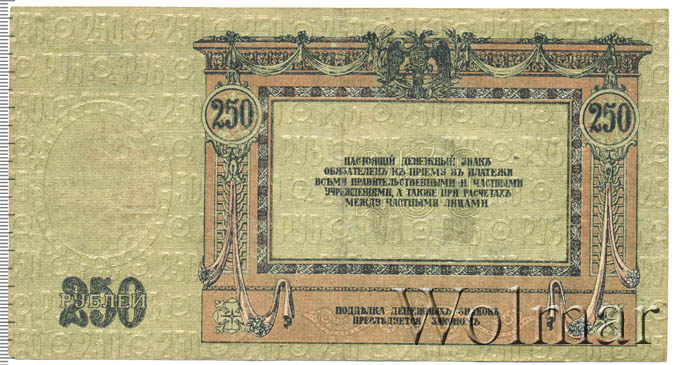 250
250
НАСТОЯЩІЙ ДЕНЕЖНЫЙ ЗНАКЪ
ОБЯЗАТЕЛЕНЪ КЪ ПРІЕМУ ВЪ ПЛАТЕЖИ
ВСѢМИ ПРАВИТЕЛЬСТВЕННЫМИ И ЧАСТНЫМИ
УЧРЕЖДЕНІЯМИ, А ТАКЖЕ ПРИ РАСЧЕТАХЪ
МЕЖДУ ЧАСТНЫМИ ЛИЦАМИ
250
РУБЛЕЙ
ПОДДѢЛКА ДЕНЕЖНЫХЪ ЗНАКОВЪ
ПРЕСЛѢДУЕТСЯ ЗАКОНОМЪ
Wolmar